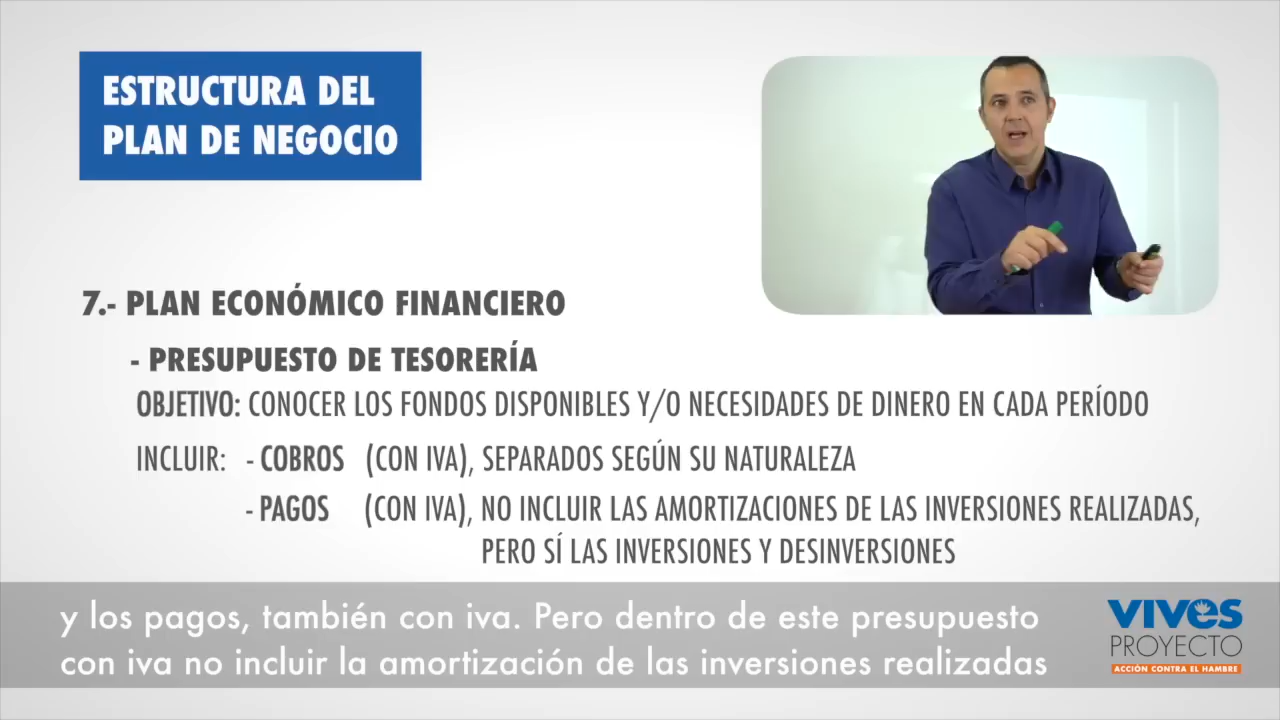 ESTRUCTURA DEL
PLAN DE NEGOCIO
7.- PLAN ECONÓMICO FINANCIERO
- PRESUPUESTO DE TESORERÍA
OBJETIVO: CONOCER LOS FONDOS DISPONIBLES Y/O NECESIDADES DE DINERO EN CADA PERÍODO
INCLUIR: - COBROS (CON IVA), SEPARADOS SEGÚN SU NATURALEZA
- PAGOS (CON IVA), NO INCLUIR LAS AMORTIZACIONES DE LAS INVERSIONES REALIZADAS,
PERO SÍ LAS INVERSIONES Y DESINVERSIONES
y los pagos, también con iva. Pero dentro de este presupuesto
con iva no incluir la amortización de las inversiones realizadas
VIVES
PROYECTO
ACCIÓN CONTRA EL HAMBRE